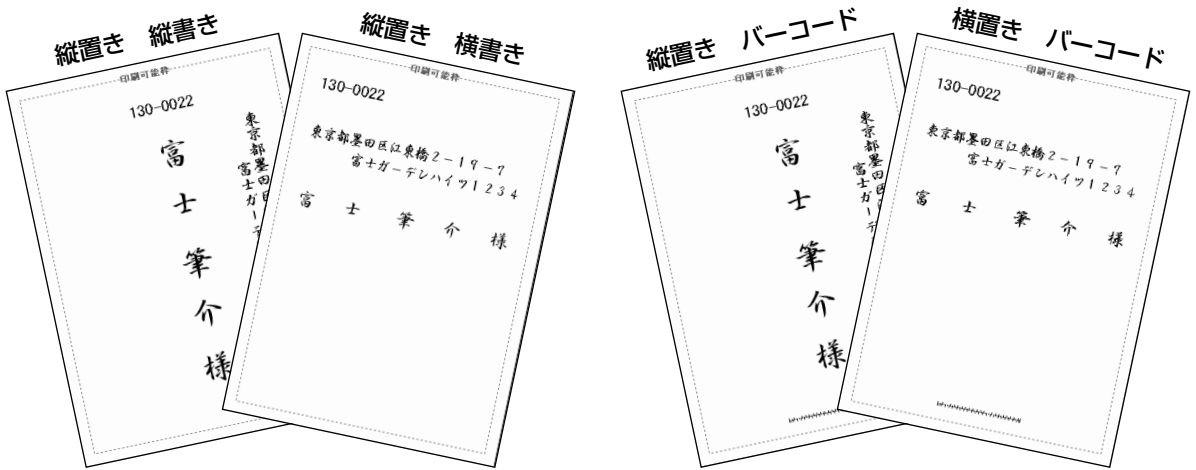 縦置き 縦書き
印刷可能枠
130-0022
東京都墨田区
富士ガーデ
富士筆介様
縦置き 横書き
印刷可能枠
130-0022
東京都墨田区江東橋2-19-7
富士ガーデンハイツ1234
富士筆介様
縦置き バーコード
印刷可能枠
130-0022
東京都墨田区
富士ガーデ
富士筆介様
横置き バーコード
印刷可能枠
130-0022
東京都墨田区江東橋2-19-7
富士ガーデンハイツ1234
富士筆介様